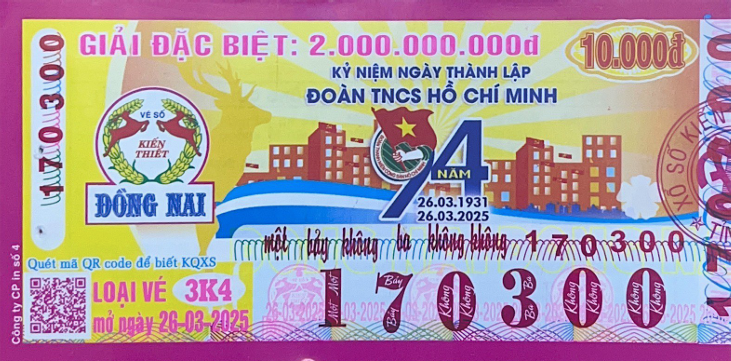 170300
GIẢI ĐẶC BIỆT: 2.000.000.000đ
10.000đ
KỶ NIỆM NGÀY THÀNH LẬP
ĐOÀN TNCS HỒ CHÍ MINH
VÉ SỐ
KIẾN
THIẾT
ĐỒNG NAI
94
NĂM
26.03.1931
26.03.2025
XỔ SỐ
một bảy không ba không không 170300
Quét mã QR code để biết KQXS
LOẠI VÉ 3K4
mở ngày 26-03-2025
170300
Một Một Bảy Không Ba Không Không
Công ty CP In số 4